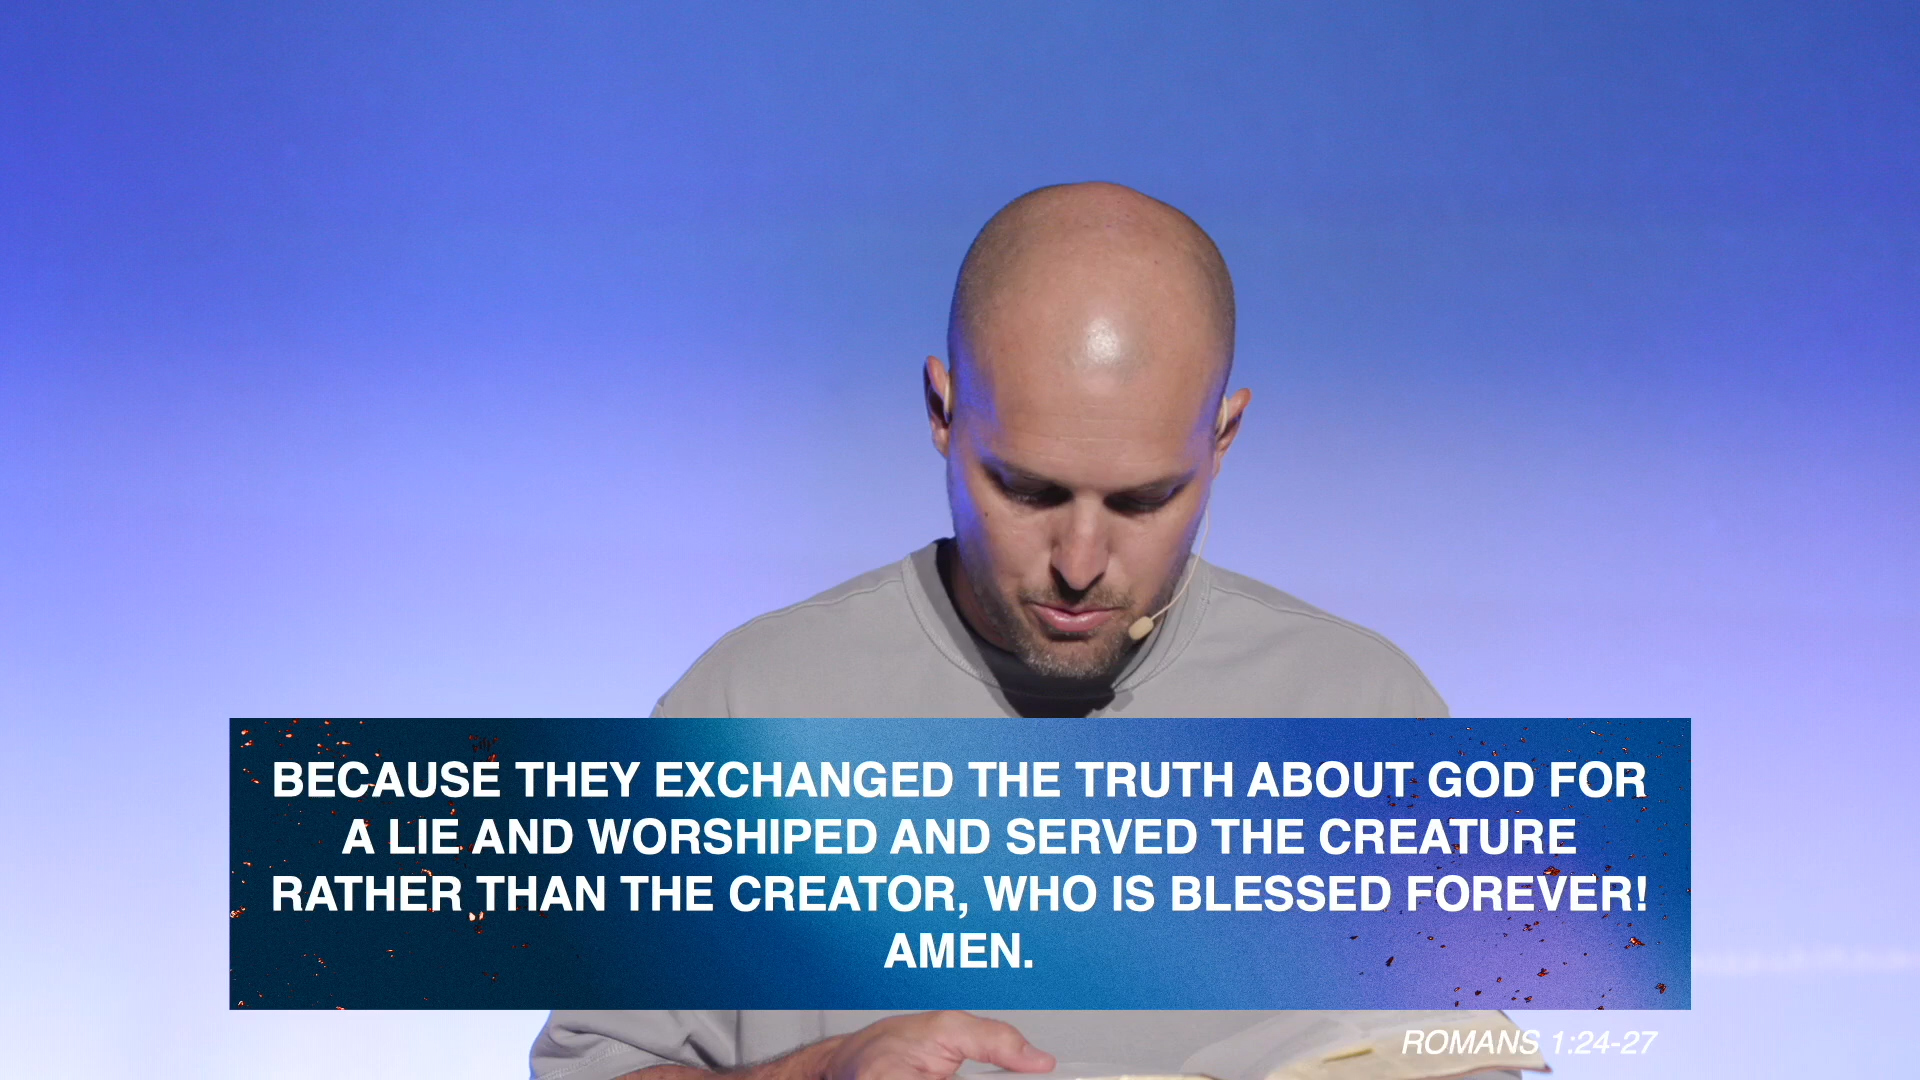 BECAUSE THEY EXCHANGED THE TRUTH ABOUT GOD FOR
A LIE AND WORSHIPED AND SERVED THE CREATURE
RATHER THAN THE CREATOR, WHO IS BLESSED FOREVER!
AMEN.
ROMANS 1:24-27